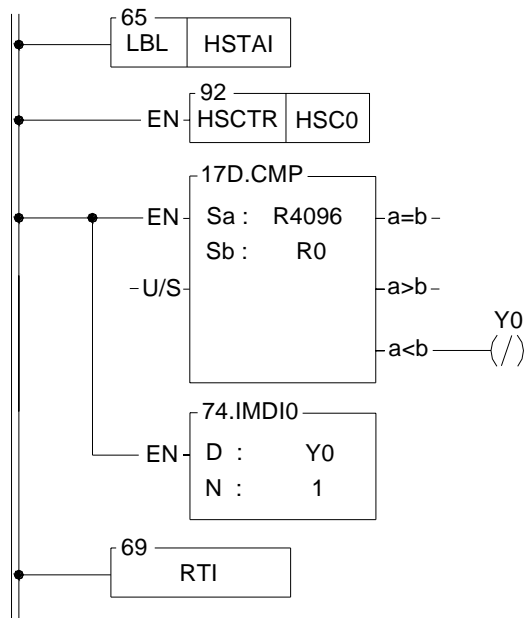 65
LBL HSTAI
92
EN HSCTR HSC0
17D.CMP
EN Sa : R4096 a=b
Sb : R0
U/S a>b
Y0
a<b (/)
74.IMDI0
EN D : Y0
N : 1
69
RTI